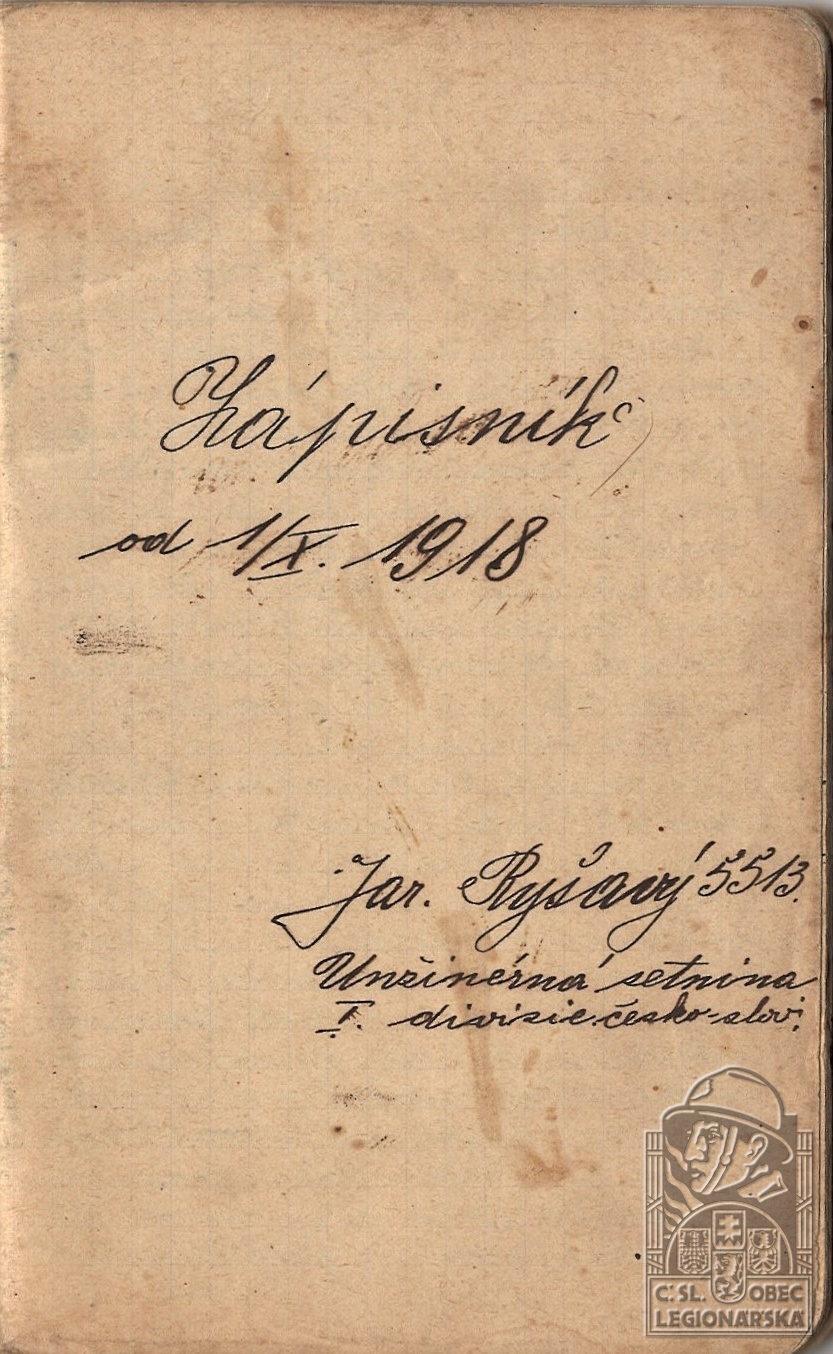 Zápisník
od 1/X. 1918
Jar. Ryšavý 5513.
Unžinérná setnina
I. divisie česko-slov.
Č.SL. OBEC
LEGIONÁŘSKÁ